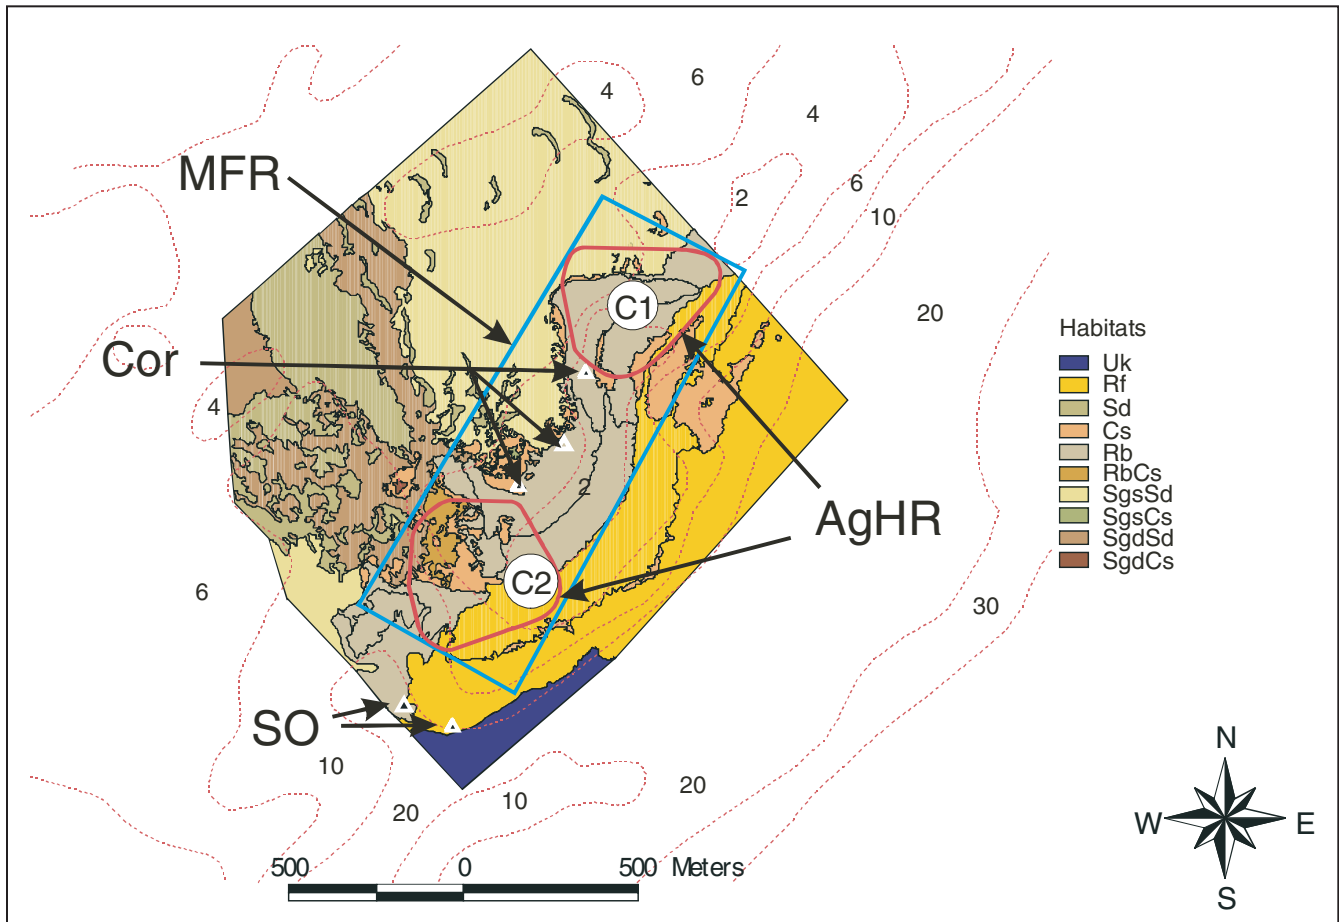 4
6
4
MFR
6
2
10
C1
20
Cor
4
2
AgHR
C2
6
30
SO
10
20
10
20
500 0 500 Meters
Habitats
Uk
Rf
Sd
Cs
Rb
RbCs
SgsSd
SgsCs
SgdSd
SgdCs
N
W E
S